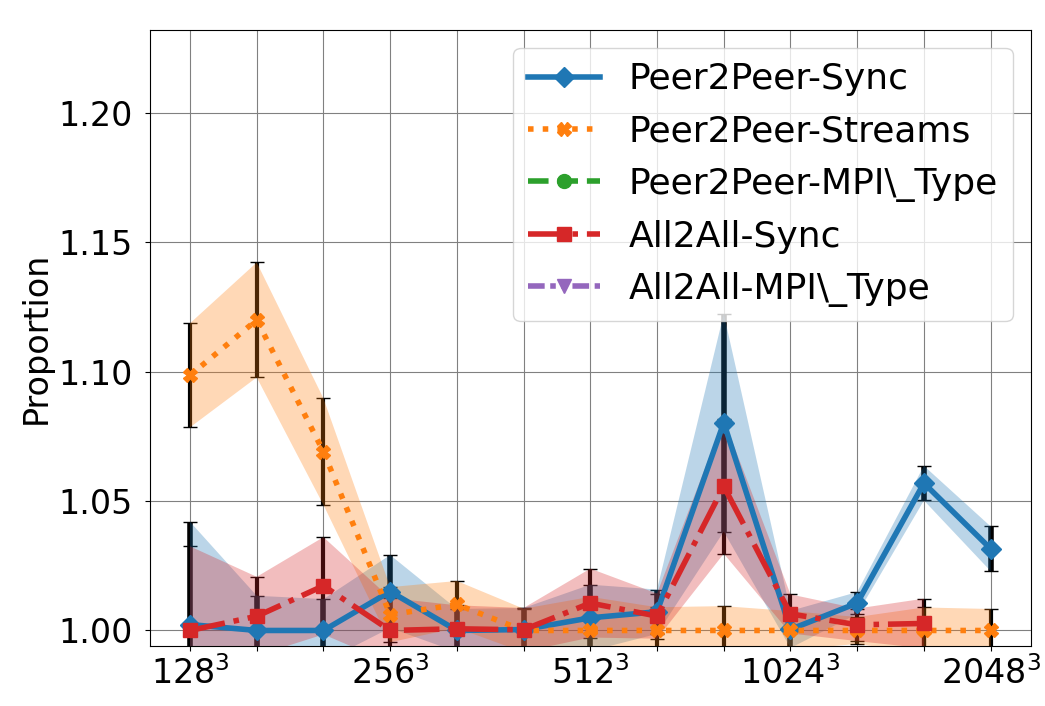 Peer2Peer-Sync
Peer2Peer-Streams
Peer2Peer-MPI\_Type
All2All-Sync
All2All-MPI\_Type
Proportion
1.20
1.15
1.10
1.05
1.00
128³ 256³ 512³ 1024³ 2048³